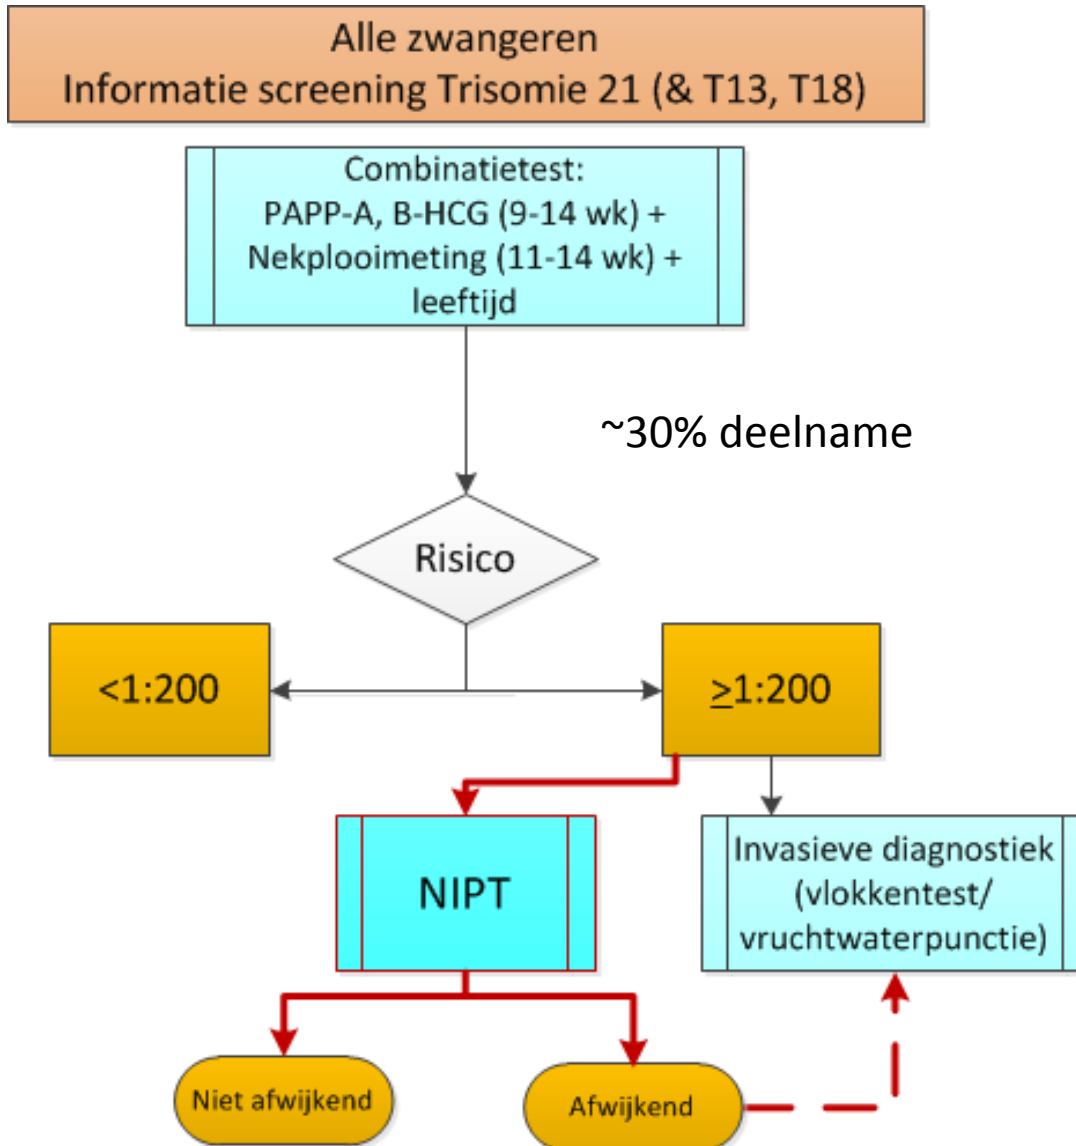 Alle zwangeren
Informatie screening Trisomie 21 (& T13, T18)
Combinatietest:
PAPP-A, B-HCG (9-14 wk) +
Nekplooimeting (11-14 wk) +
leeftijd
~30% deelname
Risico
<1:200
≥1:200
NIPT
Invasieve diagnostiek
(vlokkentest/
vruchtwaterpunctie)
Niet afwijkend
Afwijkend